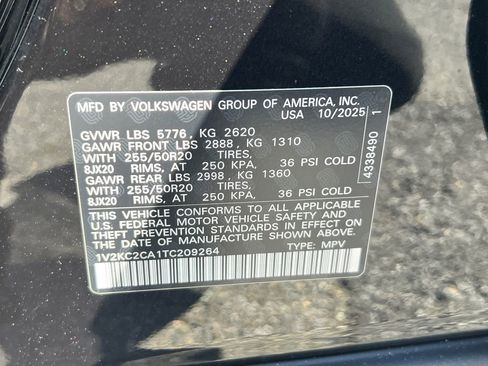 MFD BY VOLKSWAGEN GROUP OF AMERICA, INC.
USA 10/2025
GVWR LBS 5776, KG 2620
GAWR FRONT LBS 2888, KG 1310
WITH 255/50R20 TIRES,
8JX20 RIMS, AT 250 KPA, 36 PSI COLD
GAWR REAR LBS 2998, KG 1360
WITH 255/50R20 TIRES,
8JX20 RIMS, AT 250 KPA, 36 PSI COLD
THIS VEHICLE CONFORMS TO ALL APPLICABLE
U.S. FEDERAL MOTOR VEHICLE SAFETY AND
THEFT PREVENTION STANDARDS IN EFFECT ON
THE DATE OF MANUFACTURE SHOWN ABOVE.
1V2KC2CA1TC209264 TYPE: MPV
4338490 1